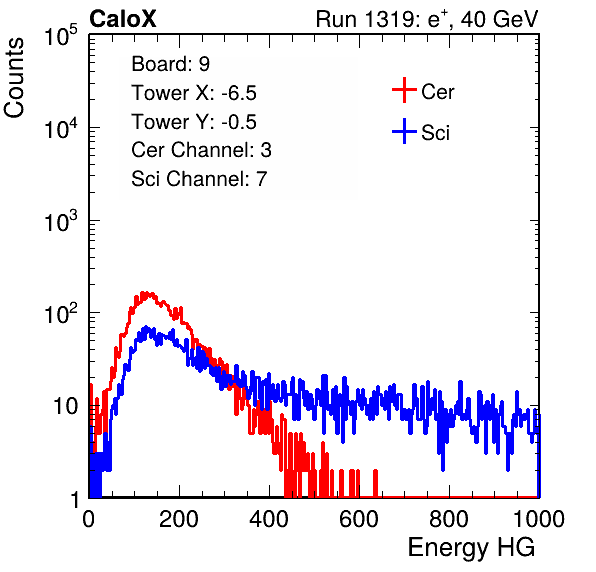 CaloX Run 1319: e⁺, 40 GeV
Counts
10⁵
10⁴
10³
10²
10
1
Board: 9
Tower X: -6.5
Tower Y: -0.5
Cer Channel: 3
Sci Channel: 7
Cer
Sci
0 200 400 600 800 1000
Energy HG